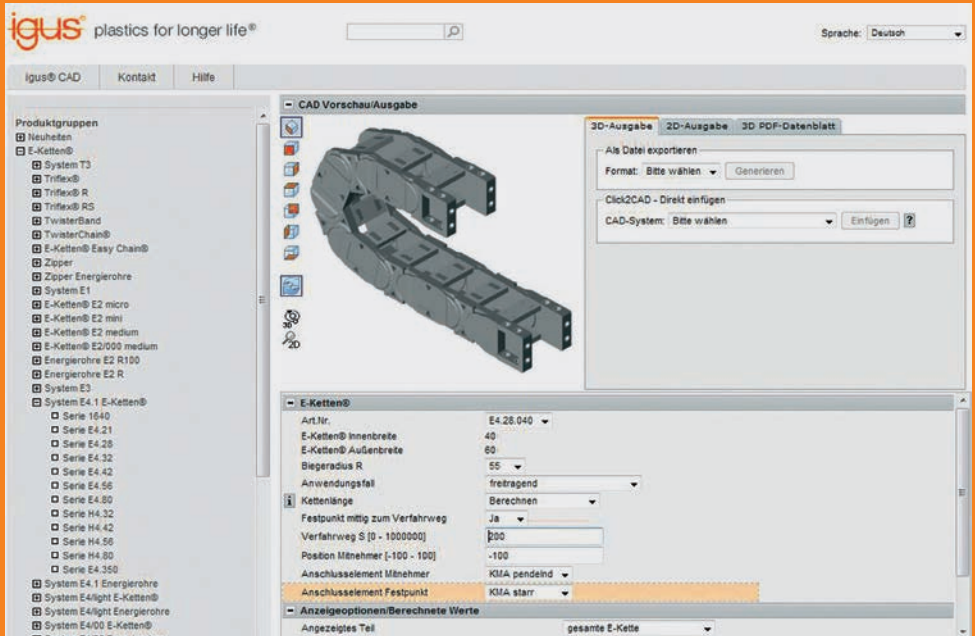 igus® plastics for longer life®
Sprache: Deutsch
igus® CAD Kontakt Hilfe
Produktgruppen
Neuheiten
E-Ketten®
System T3
Triflex®
Triflex® R
Triflex® RS
TwisterBand
TwisterChain®
E-Ketten® Easy Chain®
Zipper
Zipper Energierohre
System E1
E-Ketten® E2 micro
E-Ketten® E2 mini
E-Ketten® E2 medium
E-Ketten® E2/000 medium
Energierohre E2 R100
Energierohre E2 R
System E3
System E4.1 E-Ketten®
Serie 1640
Serie E4.21
Serie E4.28
Serie E4.32
Serie E4.42
Serie E4.56
Serie E4.80
Serie H4.32
Serie H4.42
Serie H4.56
Serie H4.80
Serie E4.350
System E4.1 Energierohre
System E4/light E-Ketten®
System E4/light Energierohre
System E4/00 E-Ketten®
CAD Vorschau/Ausgabe
3D
2D
3D-Ausgabe 2D-Ausgabe 3D PDF-Datenblatt
Als Datei exportieren
Format: Bitte wählen Generieren
Click2CAD - Direkt einfügen
CAD-System: Bitte wählen Einfügen ?
E-Ketten®
Art.Nr. E4.28.040
E-Ketten® Innenbreite 40
E-Ketten® Außenbreite 60
Biegeradius R 55
Anwendungsfall freitragend
i Kettenlänge Berechnen
Festpunkt mittig zum Verfahrweg Ja
Verfahrweg S [0 - 1000000] 200
Position Mitnehmer [-100 - 100] -100
Anschlusselement Mitnehmer KMA pendelnd
Anschlusselement Festpunkt KMA starr
Anzeigeoptionen/Berechnete Werte
Angezeigtes Teil gesamte E-Kette